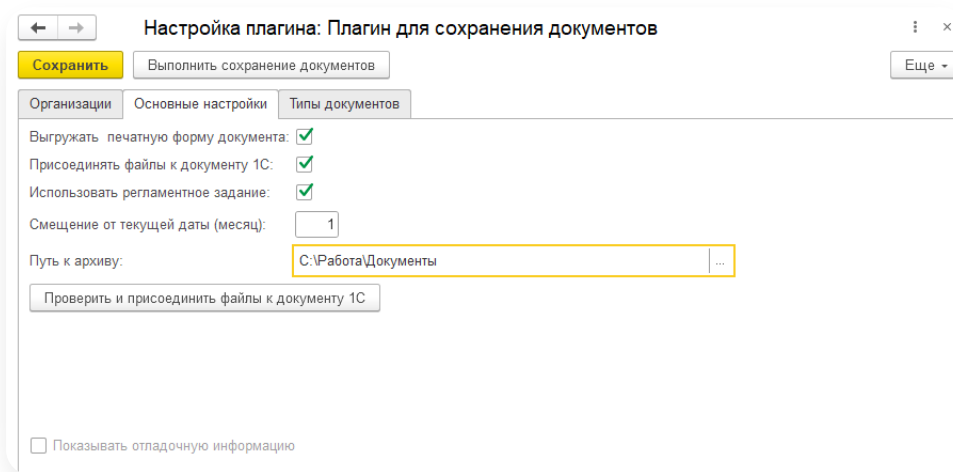 Настройка плагина: Плагин для сохранения документов
Сохранить Выполнить сохранение документов Еще
Организации Основные настройки Типы документов
Выгружать печатную форму документа:
Присоединять файлы к документу 1С:
Использовать регламентное задание:
Смещение от текущей даты (месяц): 1
Путь к архиву: С:\Работа\Документы ...
Проверить и присоединить файлы к документу 1С
Показывать отладочную информацию